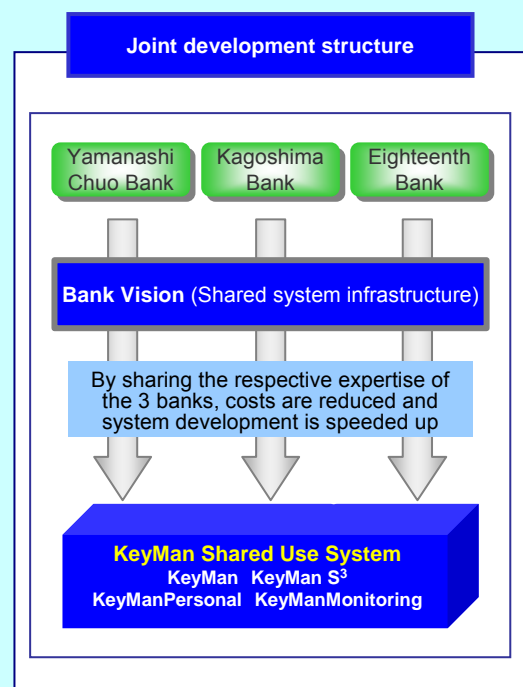 Joint development structure
Yamanashi
Chuo Bank
Kagoshima
Bank
Eighteenth
Bank
Bank Vision (Shared system infrastructure)
By sharing the respective expertise of
the 3 banks, costs are reduced and
system development is speeded up
KeyMan Shared Use System
KeyMan KeyMan S³
KeyManPersonal KeyManMonitoring